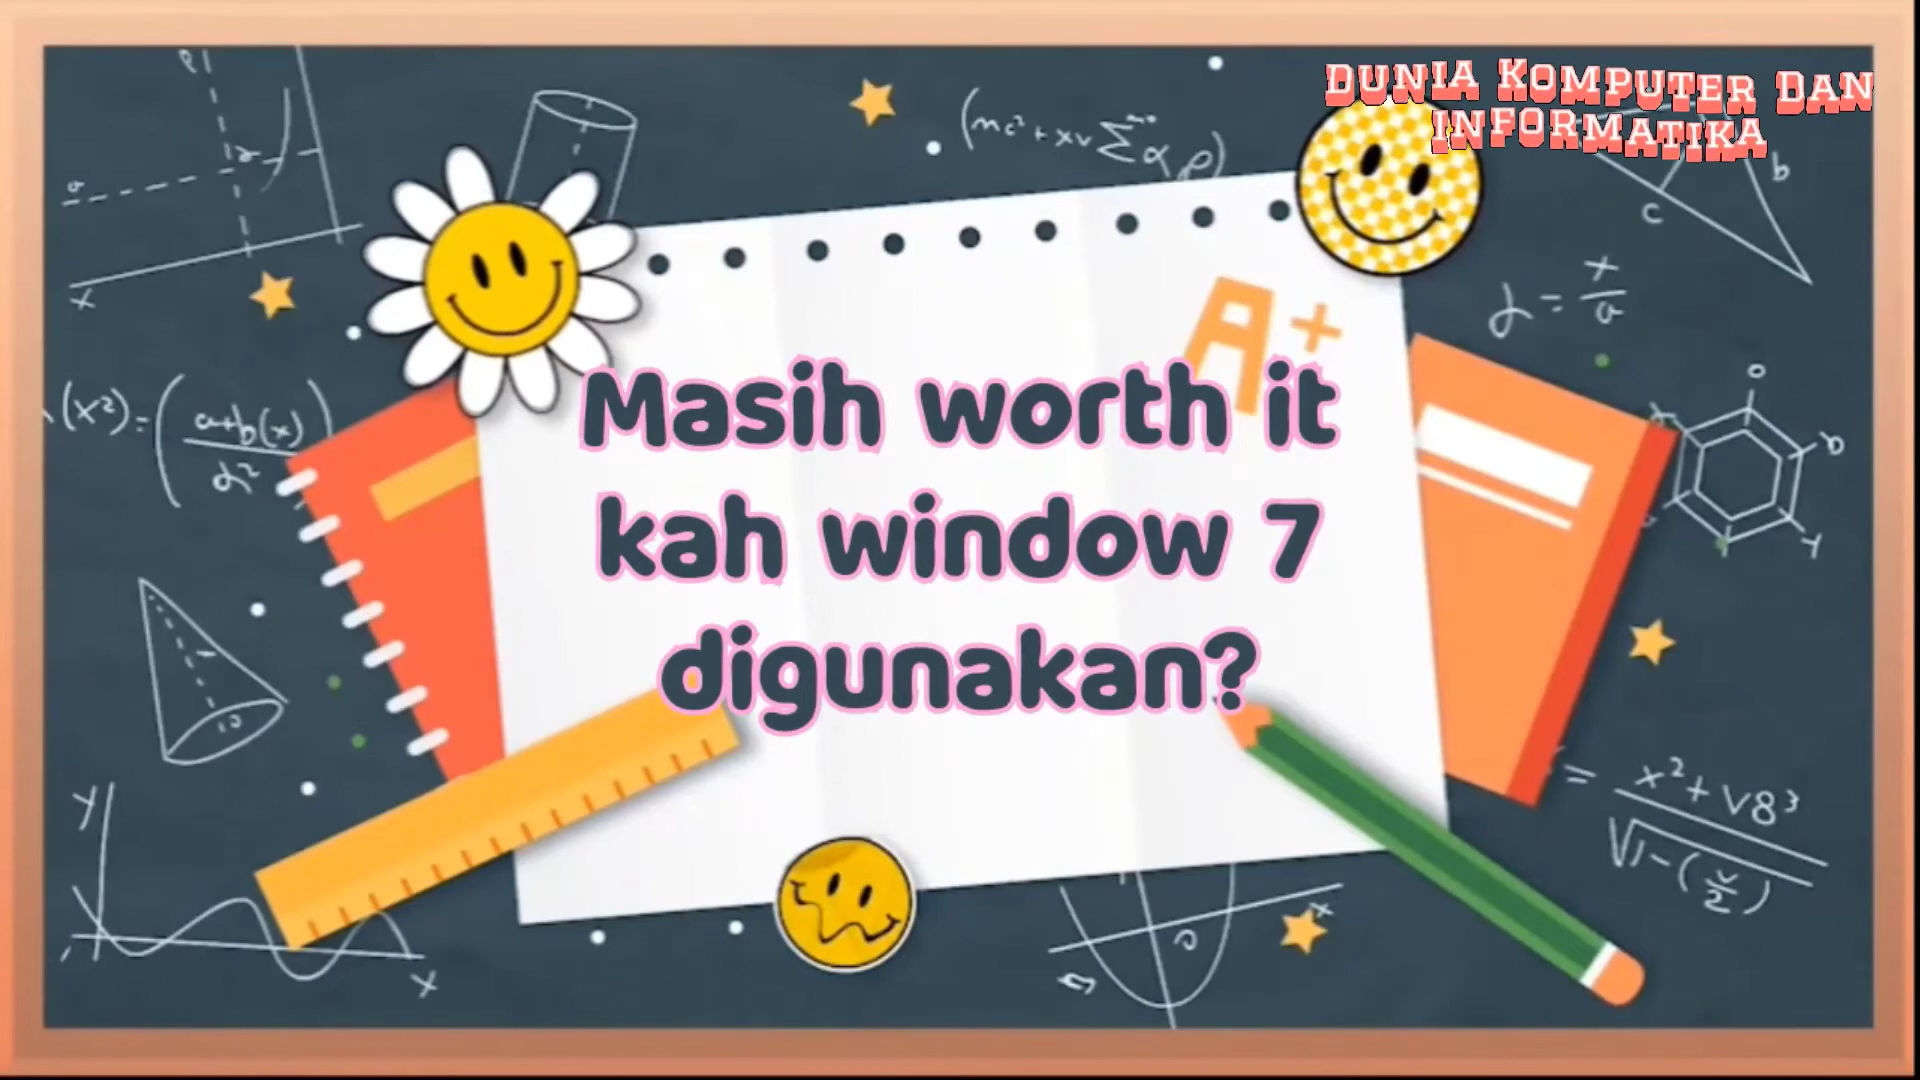 DUNIA KOMPUTER DAN
INFORMATIKA
A+
Masih worth it
kah window 7
digunakan?